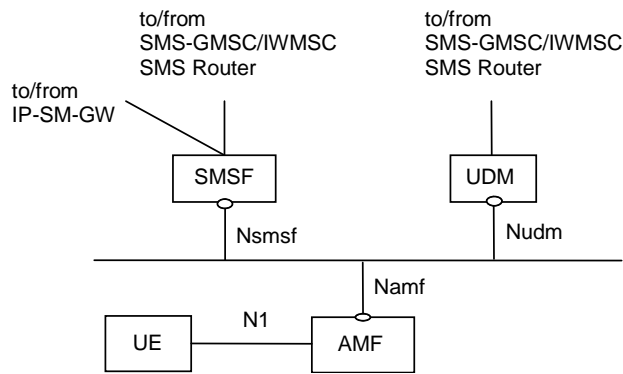 to/from
SMS-GMSC/IWMSC
SMS Router
to/from
SMS-GMSC/IWMSC
SMS Router
to/from
IP-SM-GW
SMSF
UDM
Nsmsf
Nudm
Namf
N1
UE
AMF